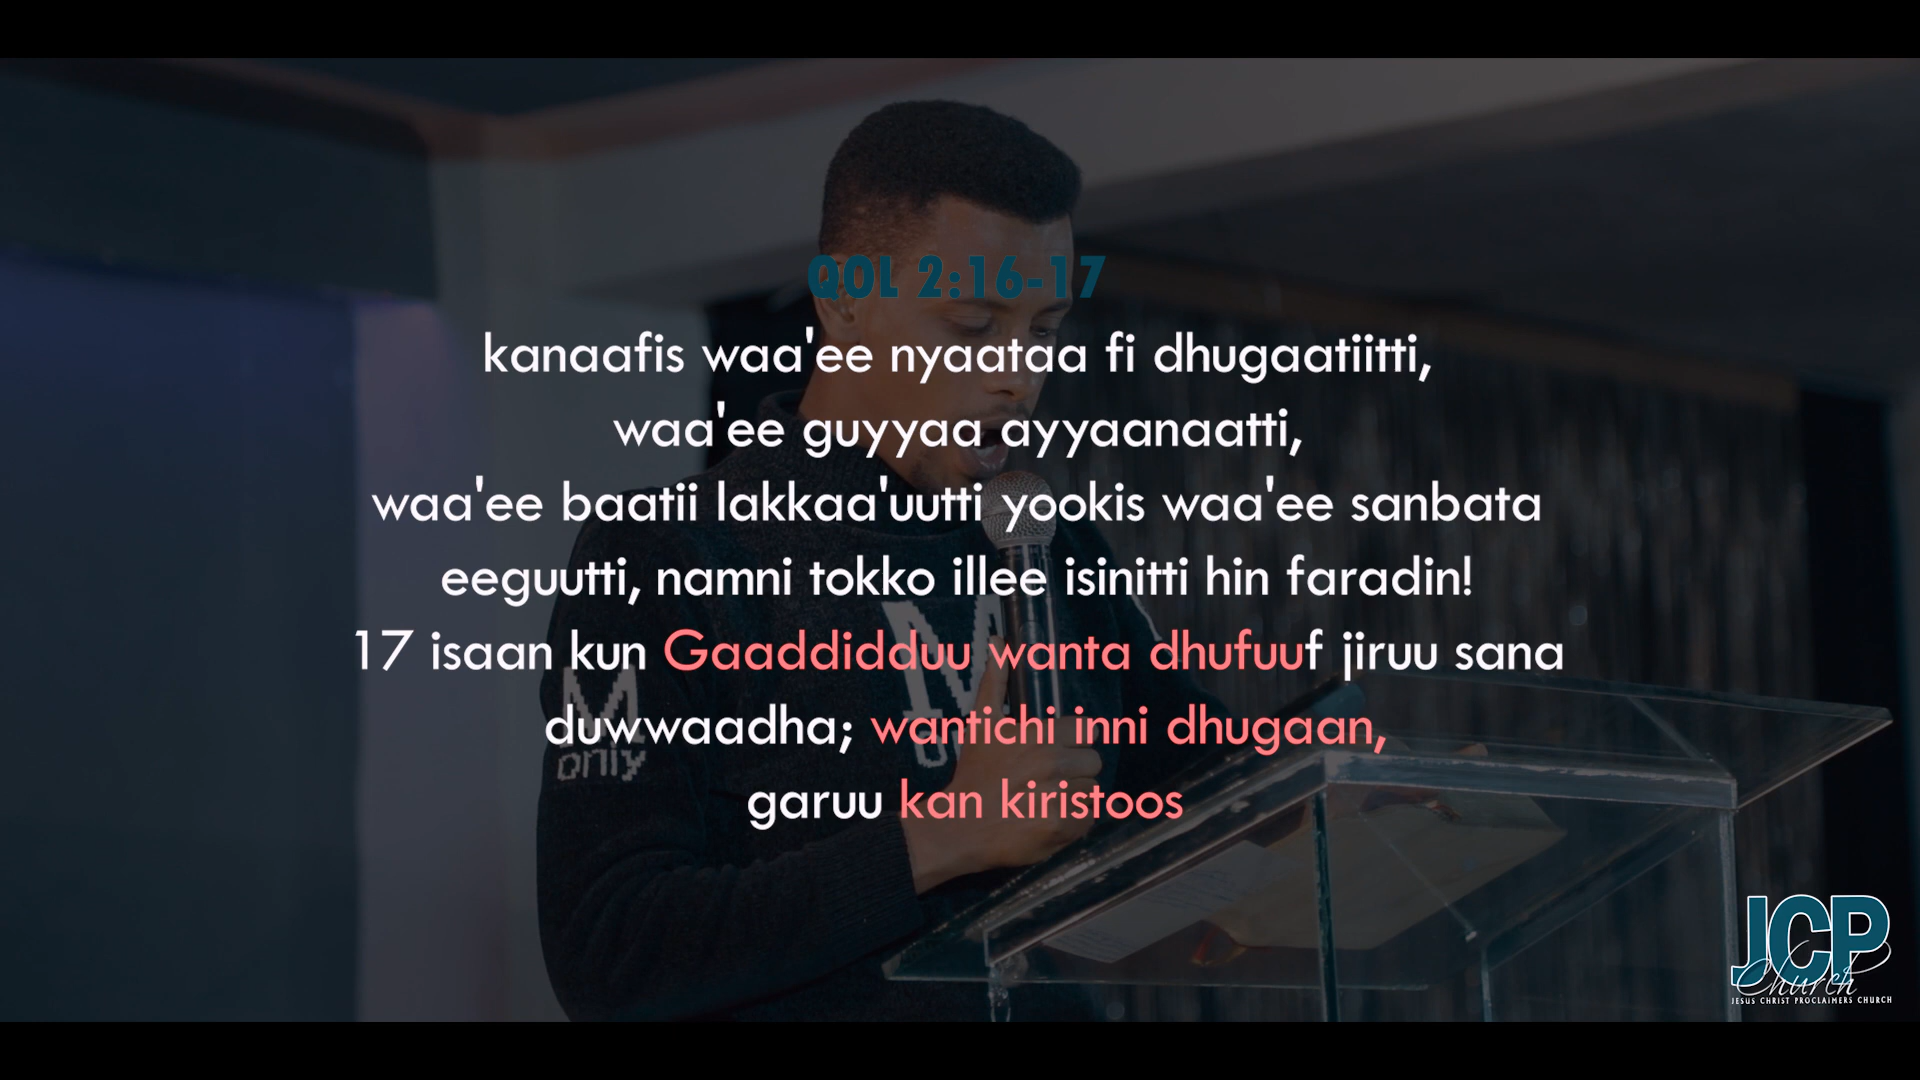 QOL 2:16-17
kanaafis waa'ee nyaataa fi dhugaatiitti,
waa'ee guyyaa ayyaanaatti,
waa'ee baatii lakkaa'uutti yookis waa'ee sanbata
eeguutti, namni tokko illee isinitti hin faradin!
17 isaan kun Gaaddidduu wanta dhufuuf jiruu sana
duwwaadha; wantichi inni dhugaan,
garuu kan kiristoos
M
M
only
JCP
Church
JESUS CHRIST PROCLAIMERS CHURCH